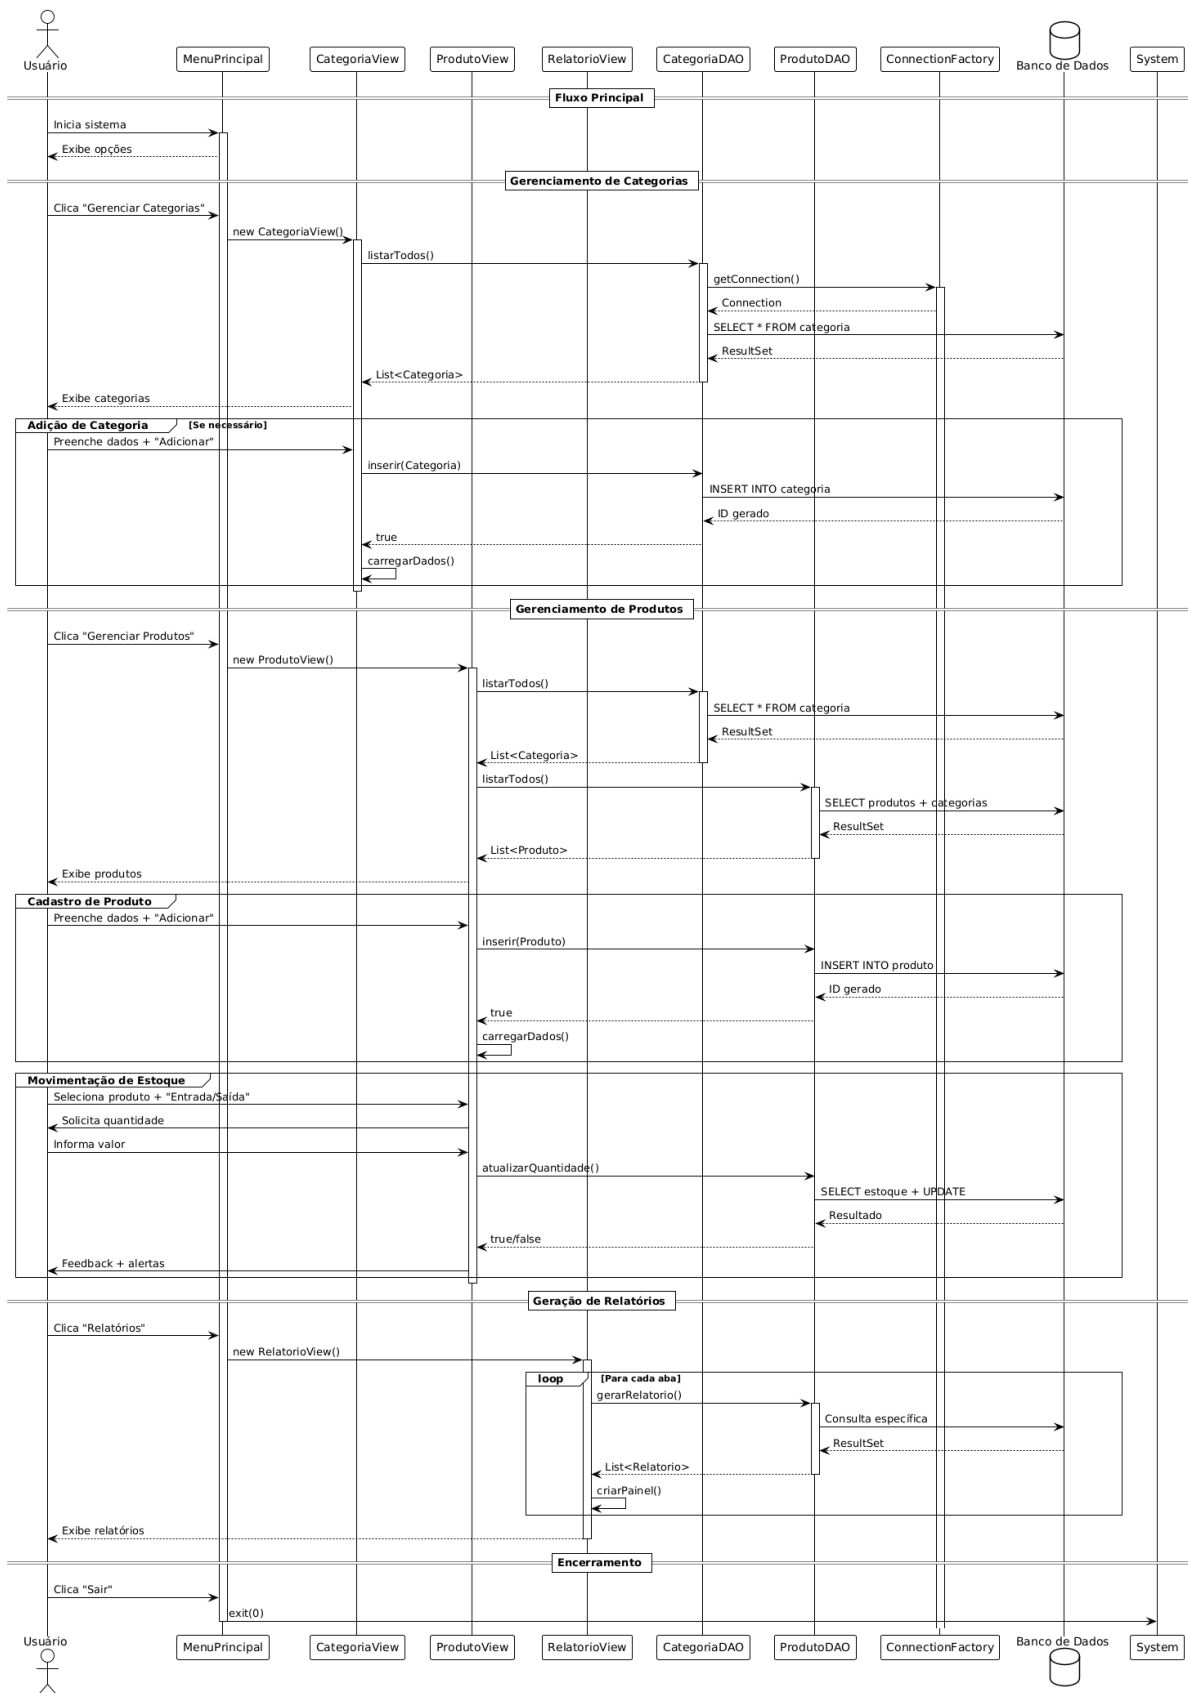 Usuário
MenuPrincipal
CategoriaView
ProdutoView
RelatorioView
CategoriaDAO
ProdutoDAO
ConnectionFactory
Banco de Dados
System
Fluxo Principal
Inicia sistema
Exibe opções
Gerenciamento de Categorias
Clica "Gerenciar Categorias"
new CategoriaView()
listarTodos()
getConnection()
Connection
SELECT * FROM categoria
ResultSet
List<Categoria>
Exibe categorias
Adição de Categoria [Se necessário]
Preenche dados + "Adicionar"
inserir(Categoria)
INSERT INTO categoria
ID gerado
true
carregarDados()
Gerenciamento de Produtos
Clica "Gerenciar Produtos"
new ProdutoView()
listarTodos()
SELECT * FROM categoria
ResultSet
List<Categoria>
listarTodos()
SELECT produtos + categorias
ResultSet
List<Produto>
Exibe produtos
Cadastro de Produto
Preenche dados + "Adicionar"
inserir(Produto)
INSERT INTO produto
ID gerado
true
carregarDados()
Movimentação de Estoque
Seleciona produto + "Entrada/Saída"
Solicita quantidade
Informa valor
atualizarQuantidade()
SELECT estoque + UPDATE
Resultado
true/false
Feedback + alertas
Geração de Relatórios
Clica "Relatórios"
new RelatorioView()
loop [Para cada aba]
gerarRelatorio()
Consulta específica
ResultSet
List<Relatorio>
criarPainel()
Exibe relatórios
Encerramento
Clica "Sair"
exit(0)
Usuário
MenuPrincipal
CategoriaView
ProdutoView
RelatorioView
CategoriaDAO
ProdutoDAO
ConnectionFactory
Banco de Dados
System